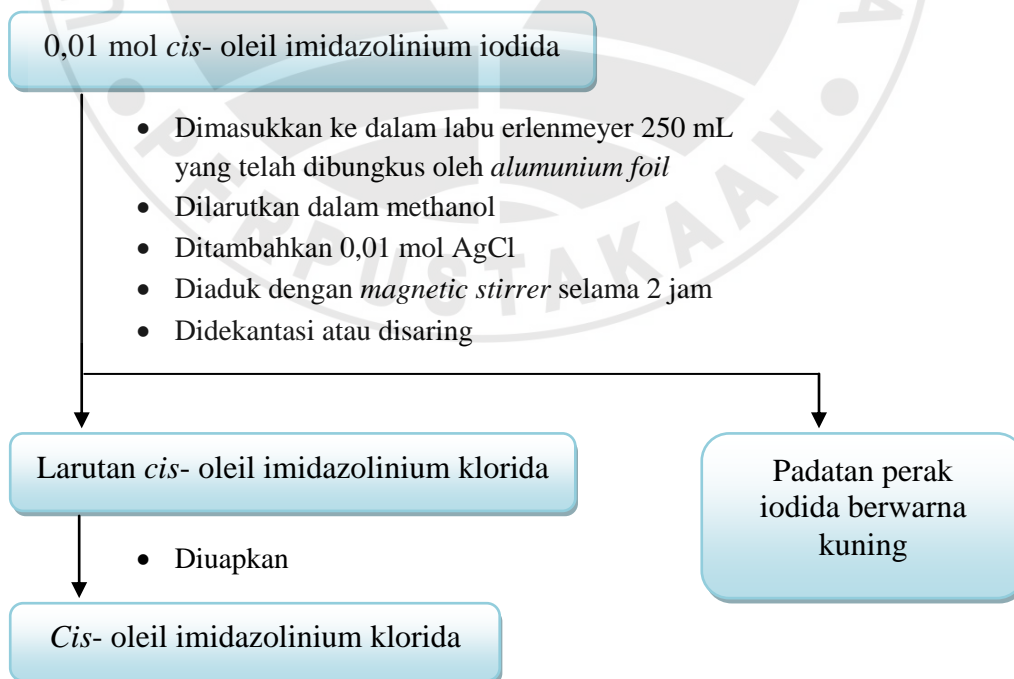 0,01 mol cis- oleil imidazolinium iodida
• Dimasukkan ke dalam labu erlenmeyer 250 mL
yang telah dibungkus oleh alumunium foil
• Dilarutkan dalam methanol
• Ditambahkan 0,01 mol AgCl
• Diaduk dengan magnetic stirrer selama 2 jam
• Didekantasi atau disaring
Larutan cis- oleil imidazolinium klorida
Padatan perak
iodida berwarna
kuning
• Diuapkan
Cis- oleil imidazolinium klorida
PERPUSTAKAAN